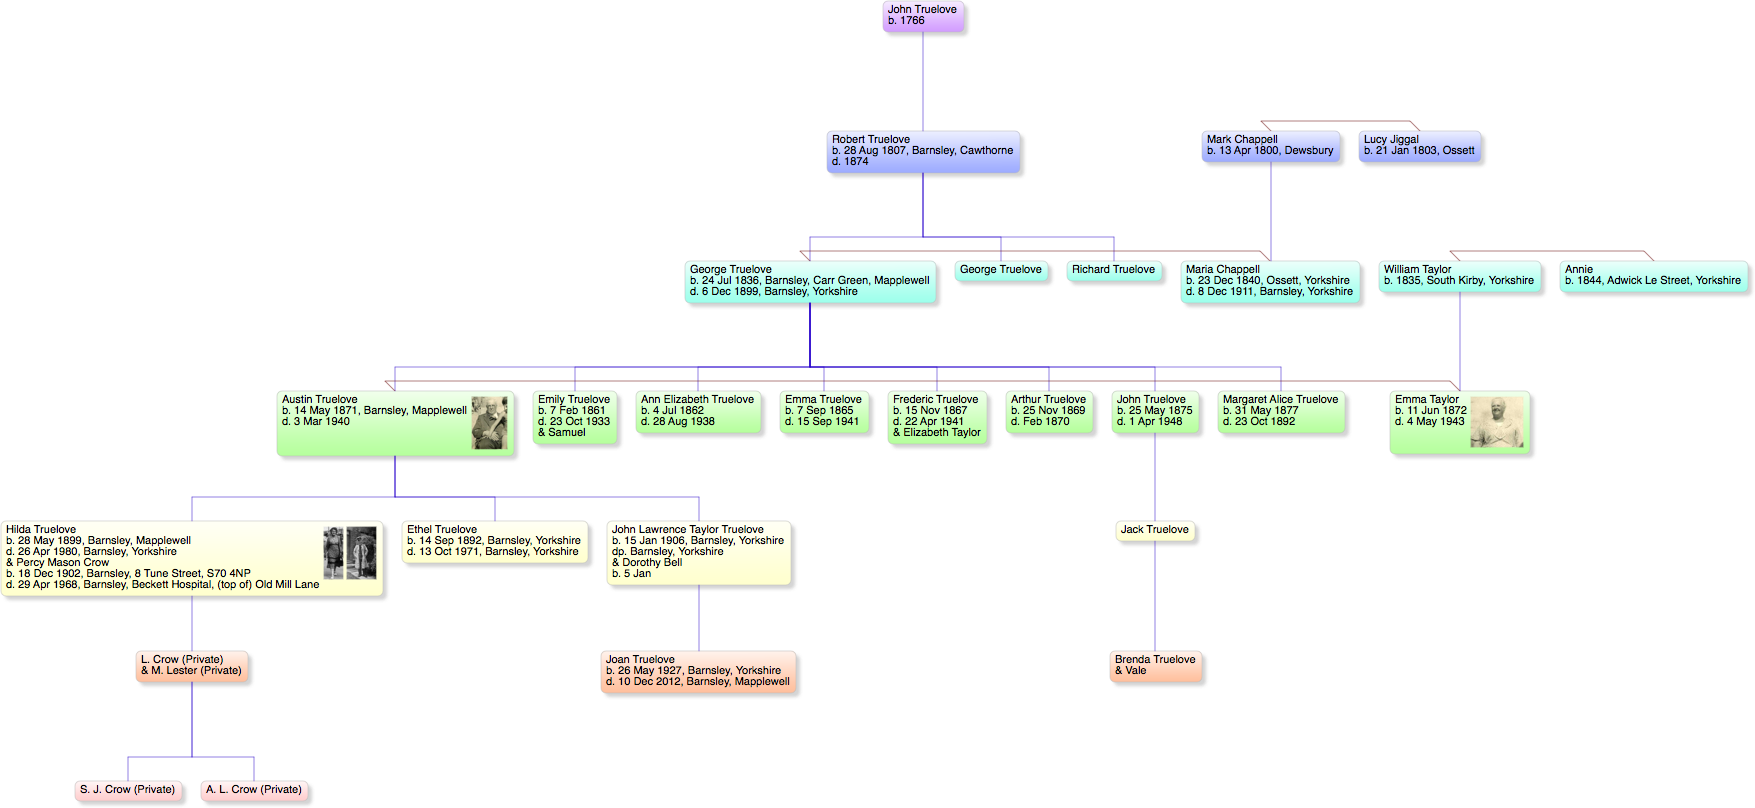 John Truelove
b. 1766
Robert Truelove
b. 28 Aug 1807, Barnsley, Cawthorne
d. 1874
Mark Chappell
b. 13 Apr 1800, Dewsbury
Lucy Jiggal
b. 21 Jan 1803, Ossett
George Truelove
b. 24 Jul 1836, Barnsley, Carr Green, Mapplewell
d. 6 Dec 1899, Barnsley, Yorkshire
George Truelove
Richard Truelove
Maria Chappell
b. 23 Dec 1840, Ossett, Yorkshire
d. 8 Dec 1911, Barnsley, Yorkshire
William Taylor
b. 1835, South Kirby, Yorkshire
Annie
b. 1844, Adwick Le Street, Yorkshire
Austin Truelove
b. 14 May 1871, Barnsley, Mapplewell
d. 3 Mar 1940
Emily Truelove
b. 7 Feb 1861
d. 23 Oct 1933
& Samuel
Ann Elizabeth Truelove
b. 4 Jul 1862
d. 28 Aug 1938
Emma Truelove
b. 7 Sep 1865
d. 15 Sep 1941
Frederic Truelove
b. 15 Nov 1867
d. 22 Apr 1941
& Elizabeth Taylor
Arthur Truelove
b. 25 Nov 1869
d. Feb 1870
John Truelove
b. 25 May 1875
d. 1 Apr 1948
Margaret Alice Truelove
b. 31 May 1877
d. 23 Oct 1892
Emma Taylor
b. 11 Jun 1872
d. 4 May 1943
Hilda Truelove
b. 28 May 1899, Barnsley, Mapplewell
d. 26 Apr 1980, Barnsley, Yorkshire
& Percy Mason Crow
b. 18 Dec 1902, Barnsley, 8 Tune Street, S70 4NP
d. 29 Apr 1968, Barnsley, Beckett Hospital, (top of) Old Mill Lane
Ethel Truelove
b. 14 Sep 1892, Barnsley, Yorkshire
d. 13 Oct 1971, Barnsley, Yorkshire
John Lawrence Taylor Truelove
b. 15 Jan 1906, Barnsley, Yorkshire
dp. Barnsley, Yorkshire
& Dorothy Bell
b. 5 Jan
Jack Truelove
L. Crow (Private)
& M. Lester (Private)
Joan Truelove
b. 26 May 1927, Barnsley, Yorkshire
d. 10 Dec 2012, Barnsley, Mapplewell
Brenda Truelove
& Vale
S. J. Crow (Private)
A. L. Crow (Private)